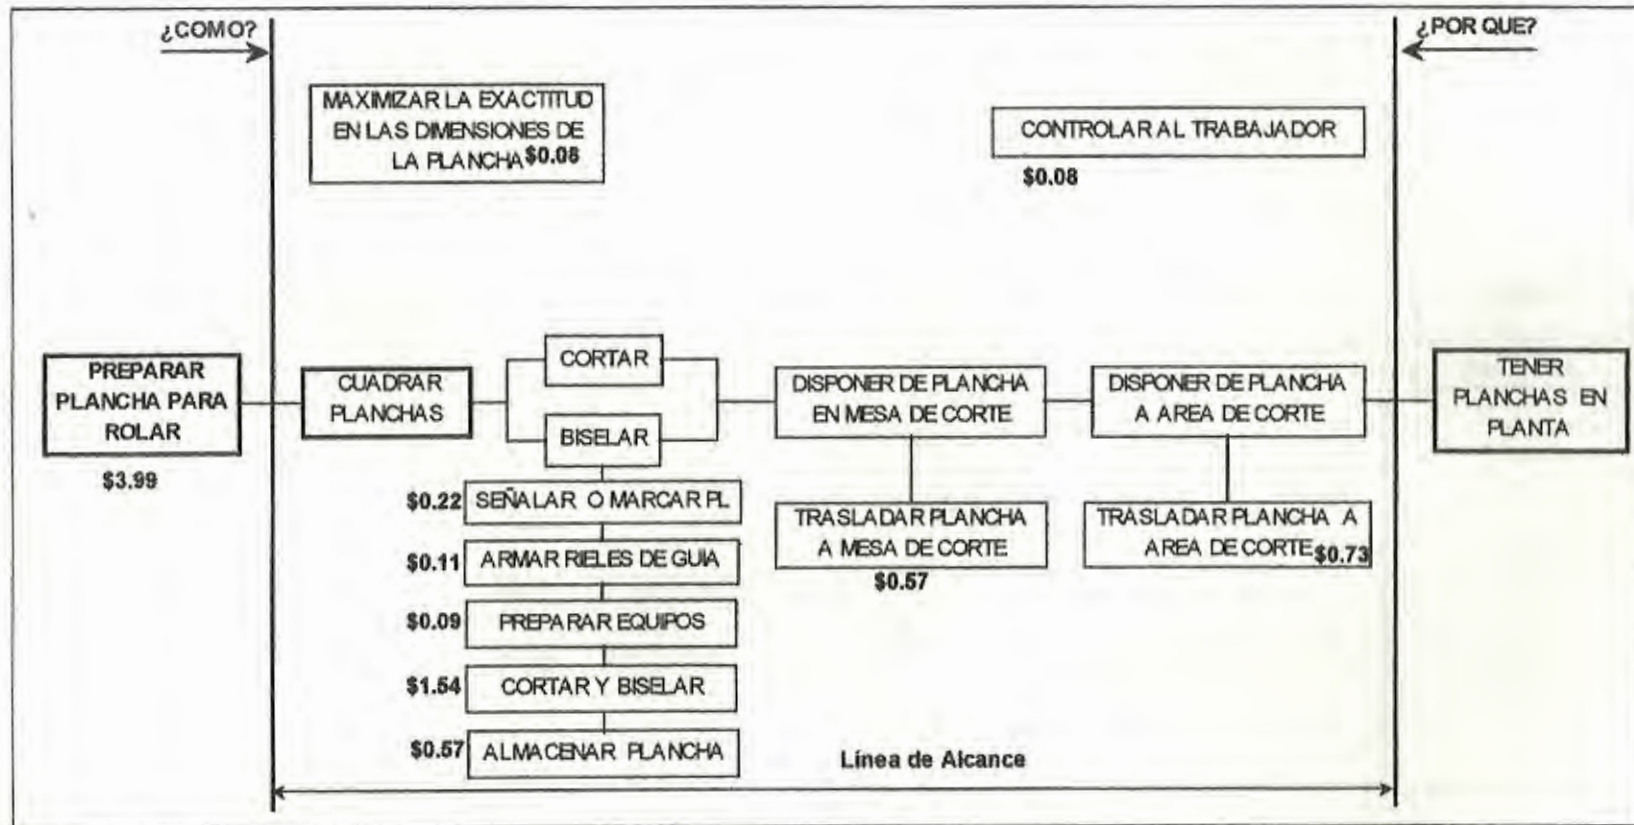 ¿COMO?
¿POR QUE?
MAXIMIZAR LA EXACTITUD
EN LAS DIMENSIONES DE
LA PLANCHA $0.08
CONTROLAR AL TRABAJADOR
$0.08
PREPARAR
PLANCHA PARA
ROLAR
$3.99
CUADRAR
PLANCHAS
CORTAR
BISELAR
DISPONER DE PLANCHA
EN MESA DE CORTE
DISPONER DE PLANCHA
A AREA DE CORTE
TENER
PLANCHAS EN
PLANTA
$0.22 SEÑALAR O MARCAR PL
$0.11 ARMAR RIELES DE GUIA
$0.09 PREPARAR EQUIPOS
$1.54 CORTAR Y BISELAR
$0.57 ALMACENAR PLANCHA
TRASLADAR PLANCHA
A MESA DE CORTE
$0.57
TRASLADAR PLANCHA A
AREA DE CORTE $0.73
Línea de Alcance